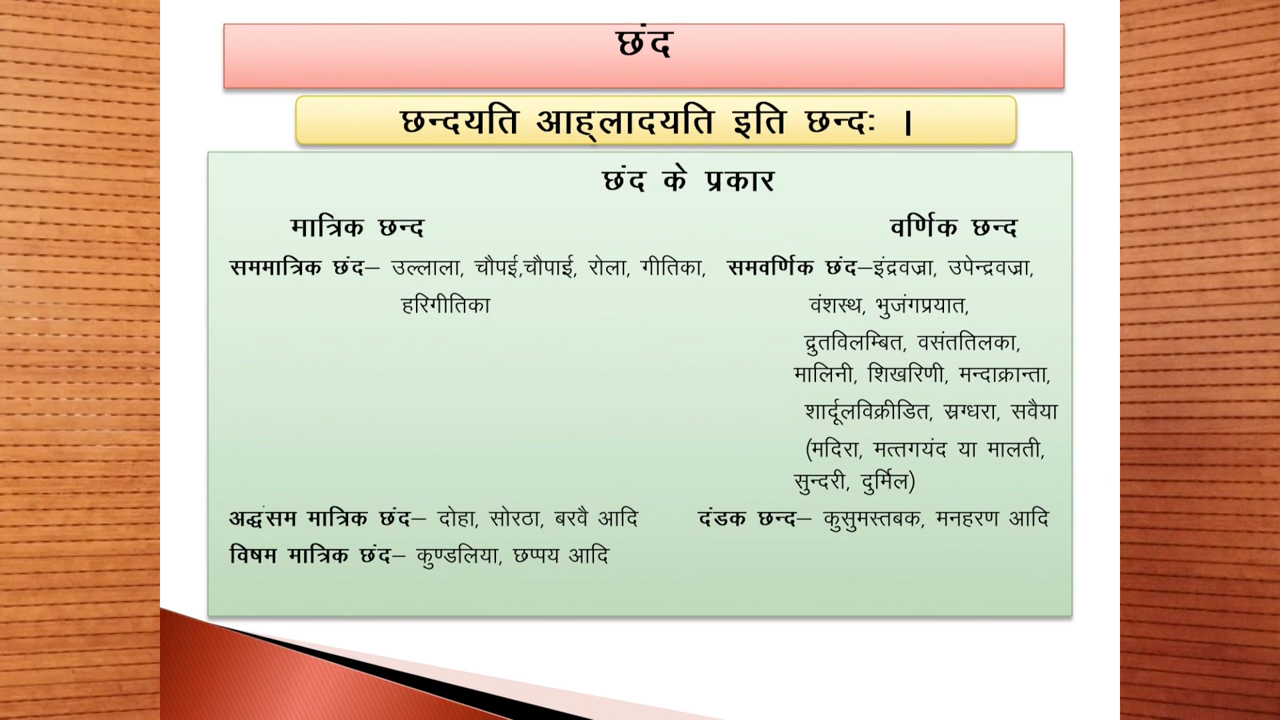 छंद
छन्दयति आह्लादयति इति छन्दः ।
छंद के प्रकार
मात्रिक छन्द वर्णिक छन्द
सममात्रिक छंद– उल्लाला, चौपई,चौपाई, रोला, गीतिका, समवर्णिक छंद–इंद्रवज्रा, उपेन्द्रवज्रा,
हरिगीतिका वंशस्थ, भुजंगप्रयात,
द्रुतविलम्बित, वसंततिलका,
मालिनी, शिखरिणी, मन्दाक्रान्ता,
शार्दूलविक्रीडित, स्रग्धरा, सवैया
(मदिरा, मत्तगयंद या मालती,
सुन्दरी, दुर्मिल)
अर्द्धसम मात्रिक छंद– दोहा, सोरठा, बरवै आदि दंडक छन्द– कुसुमस्तबक, मनहरण आदि
विषम मात्रिक छंद– कुण्डलिया, छप्पय आदि